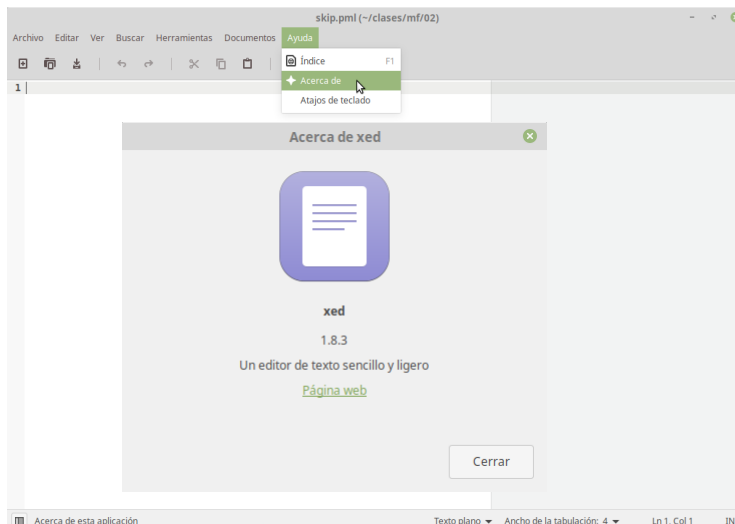 skip.pml (~/clases/mf/02)
Archivo Editar Ver Buscar Herramientas Documentos Ayuda
Índice F1
Acerca de
Atajos de teclado
1
Acerca de xed
xed
1.8.3
Un editor de texto sencillo y ligero
Página web
Cerrar
Acerca de esta aplicación Texto plano Ancho de la tabulación: 4 Ln 1, Col 1 IN